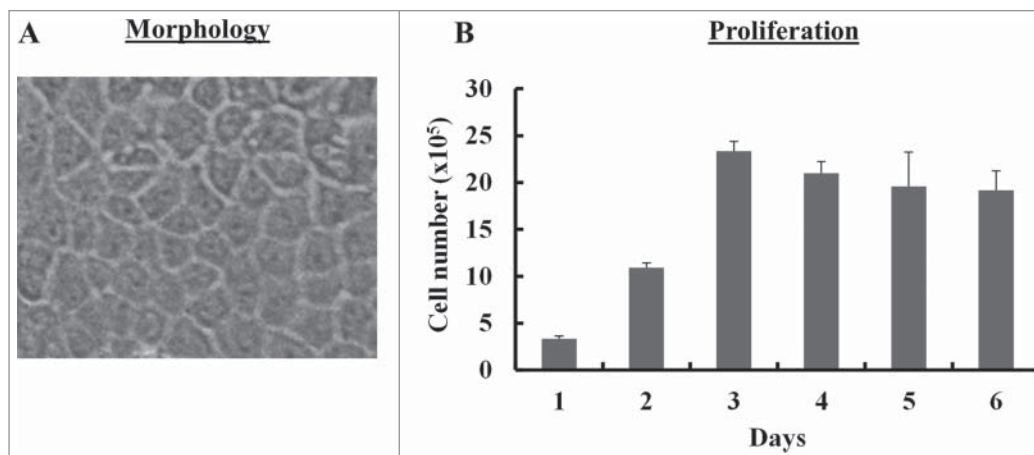 A
Morphology
B
Proliferation
Cell number (x10⁵)
30
25
20
15
10
5
0
1 2 3 4 5 6
Days